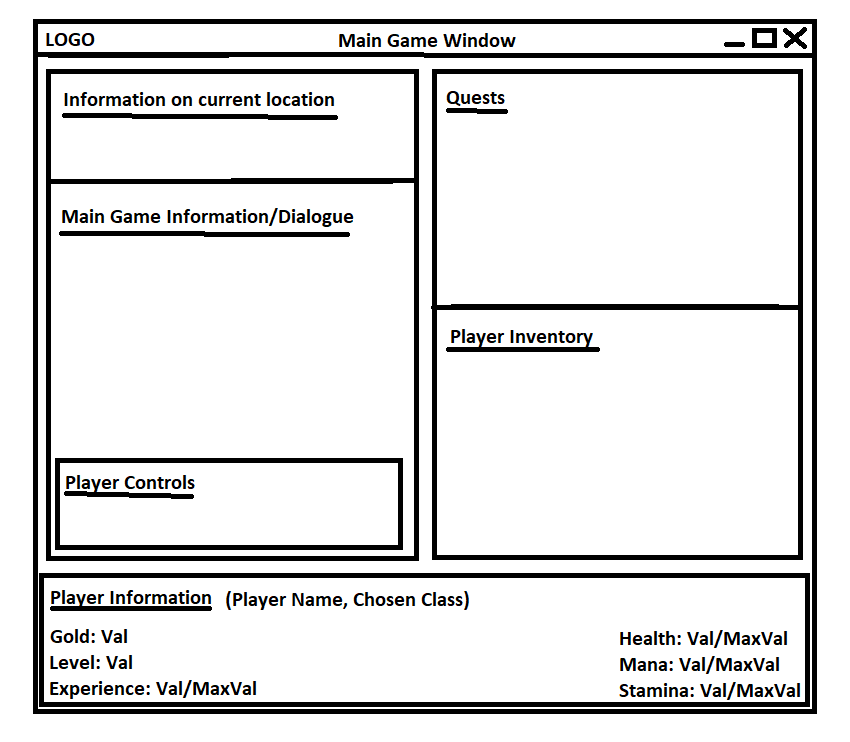 LOGO
Main Game Window
Information on current location
Main Game Information/Dialogue
Player Controls
Quests
Player Inventory
Player Information (Player Name, Chosen Class)
Gold: Val
Level: Val
Experience: Val/MaxVal
Health: Val/MaxVal
Mana: Val/MaxVal
Stamina: Val/MaxVal